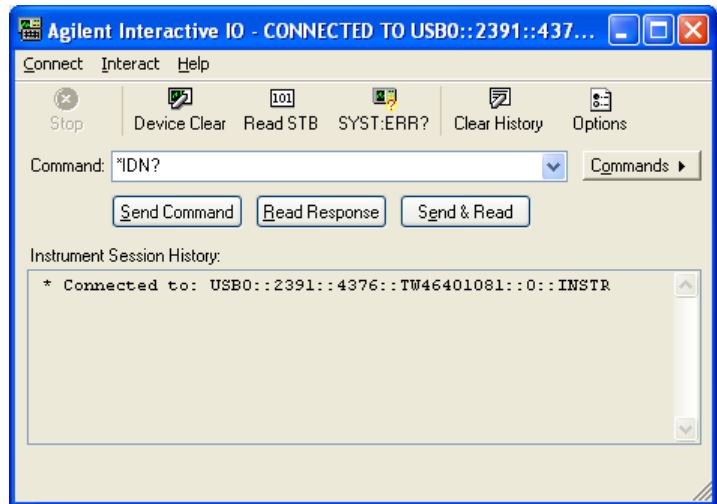 Agilent Interactive IO - CONNECTED TO USB0::2391::437...
Connect Interact Help
Stop Device Clear Read STB SYST:ERR? Clear History Options
Command: *IDN? Commands
Send Command Read Response Send & Read
Instrument Session History:
* Connected to: USB0::2391::4376::TW46401081::0::INSTR